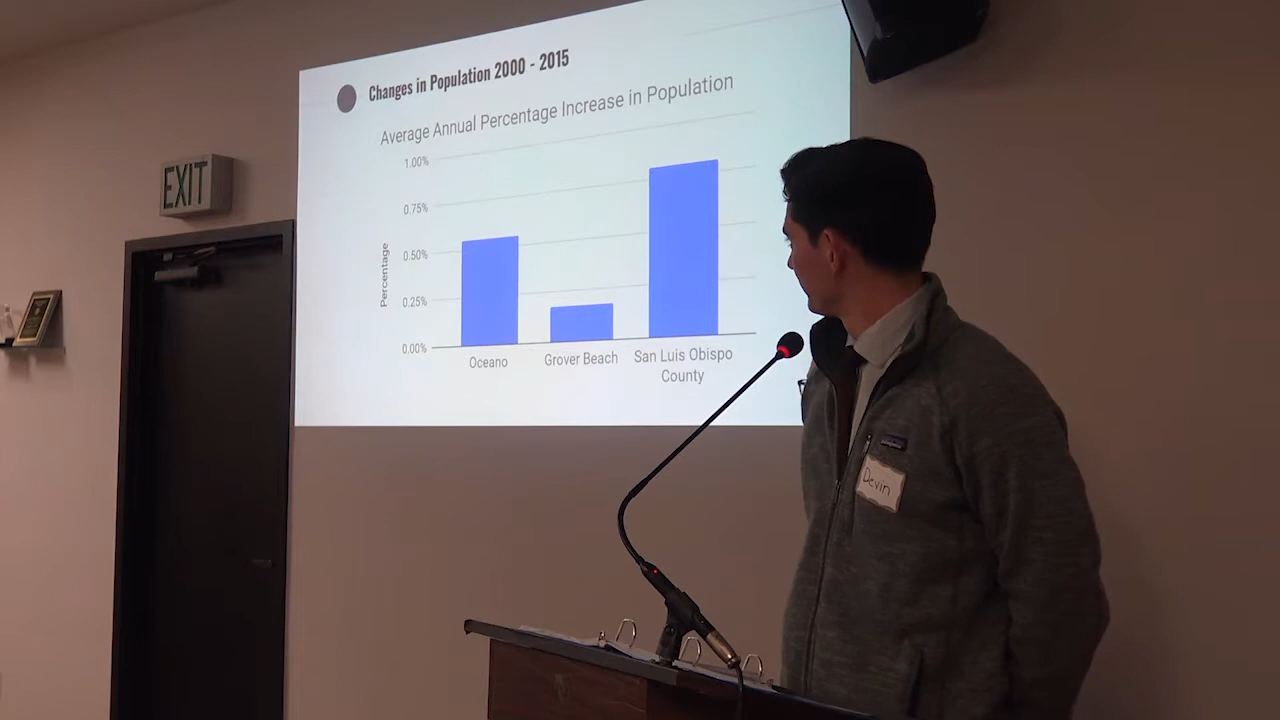 Changes in Population 2000 - 2015
Average Annual Percentage Increase in Population
1.00%
0.75%
0.50%
0.25%
0.00%
Percentage
Oceano
Grover Beach
San Luis Obispo
County
EXIT
Devin